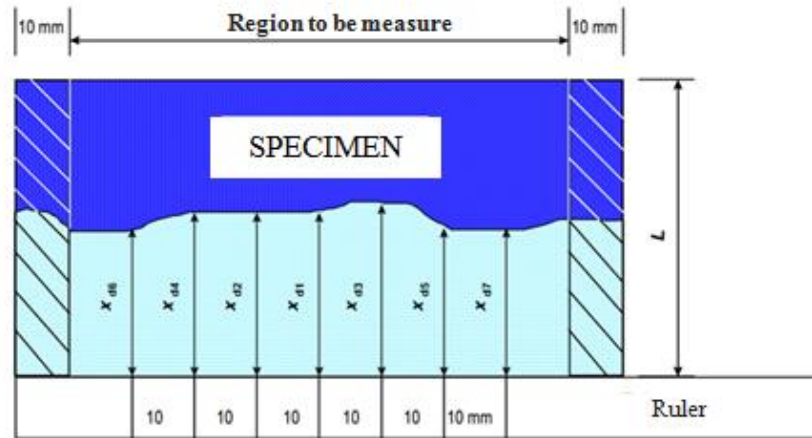 10 mm
Region to be measure
10 mm
SPECIMEN
L
x d6
x d4
x d2
x d1
x d3
x d5
x d7
10
10
10
10
10
10 mm
Ruler